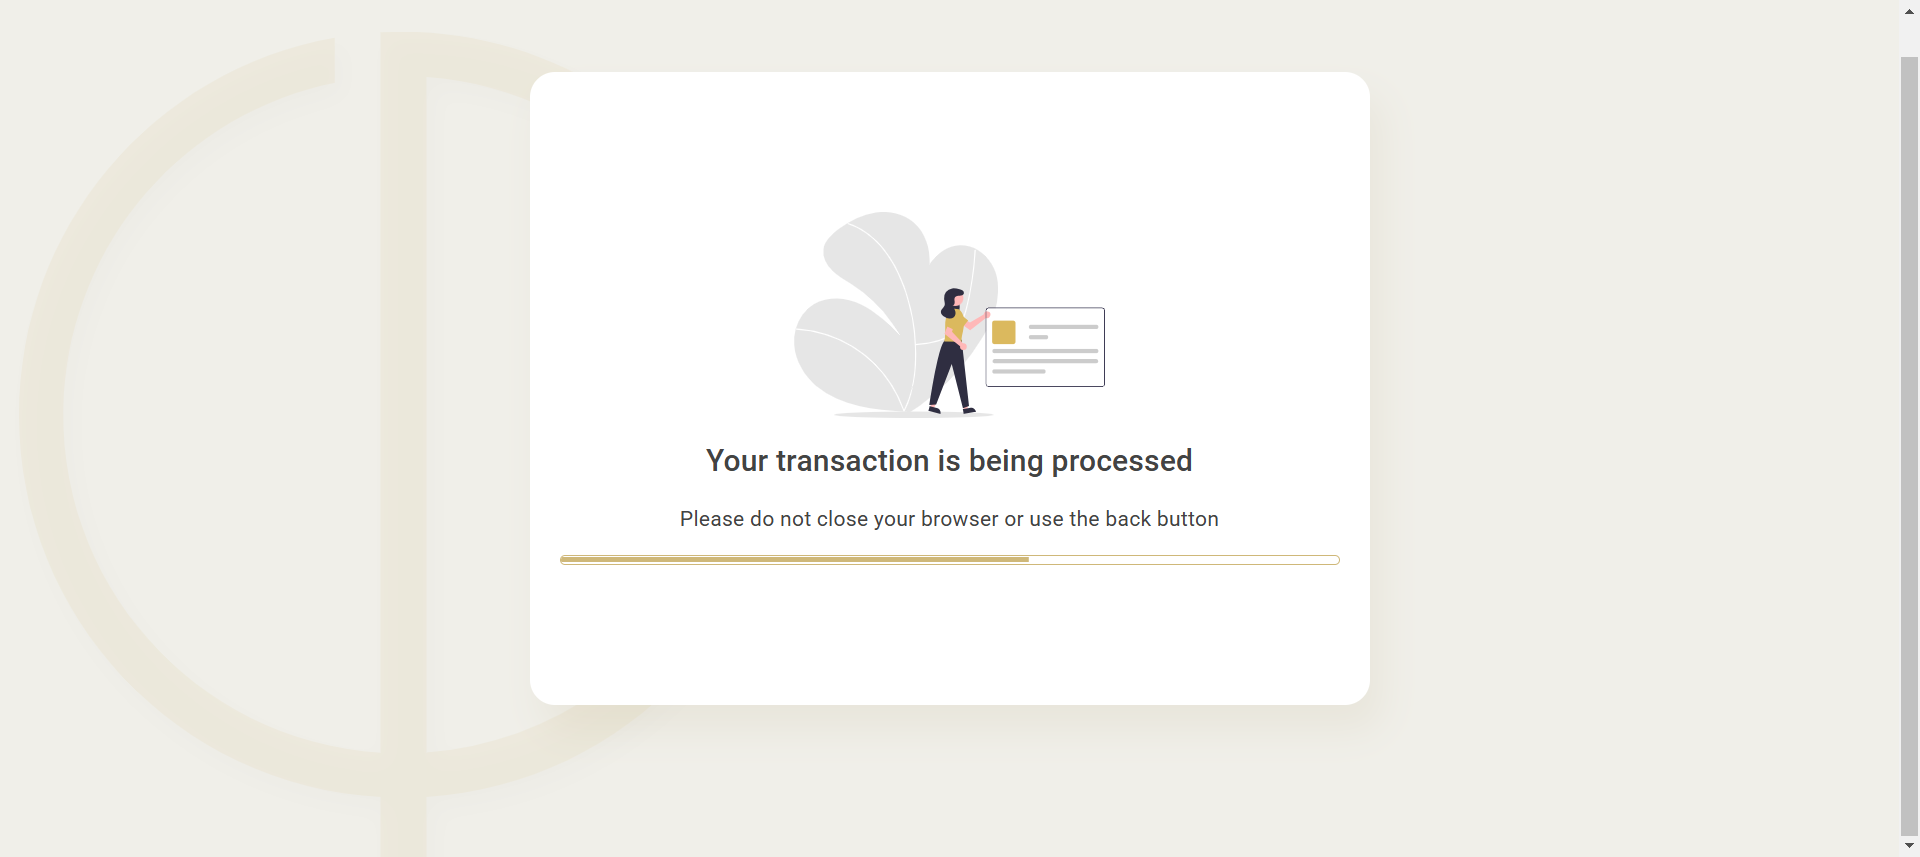 Your transaction is being processed
Please do not close your browser or use the back button